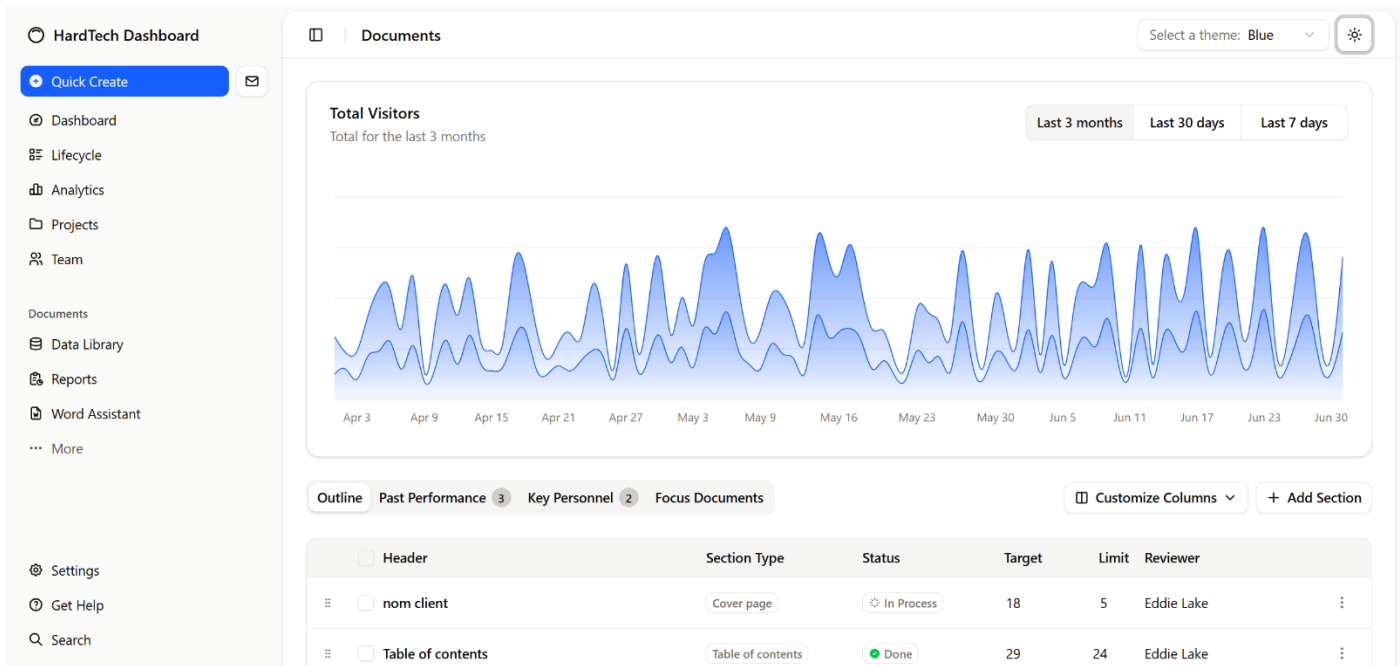 HardTech Dashboard
Quick Create
Dashboard
Lifecycle
Analytics
Projects
Team
Documents
Data Library
Reports
Word Assistant
More
Settings
Get Help
Search
Documents
Select a theme: Blue
Total Visitors
Total for the last 3 months
Last 3 months Last 30 days Last 7 days
Apr 3 Apr 9 Apr 15 Apr 21 Apr 27 May 3 May 9 May 16 May 23 May 30 Jun 5 Jun 11 Jun 17 Jun 23 Jun 30
Outline Past Performance 3 Key Personnel 2 Focus Documents Customize Columns + Add Section
Header Section Type Status Target Limit Reviewer
nom client Cover page In Process 18 5 Eddie Lake
Table of contents Table of contents Done 29 24 Eddie Lake